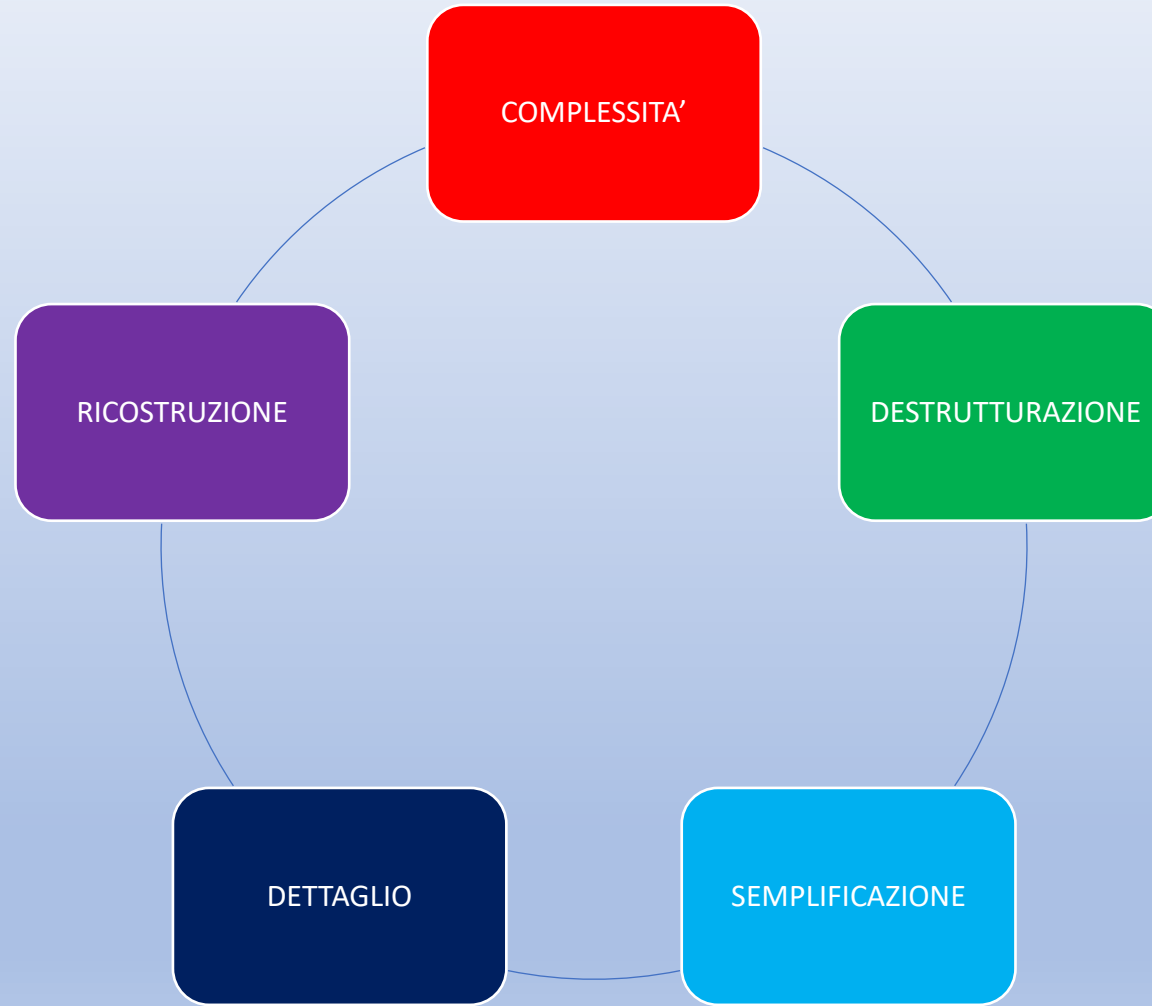 COMPLESSITA’
RICOSTRUZIONE
DESTRUTTURAZIONE
DETTAGLIO
SEMPLIFICAZIONE